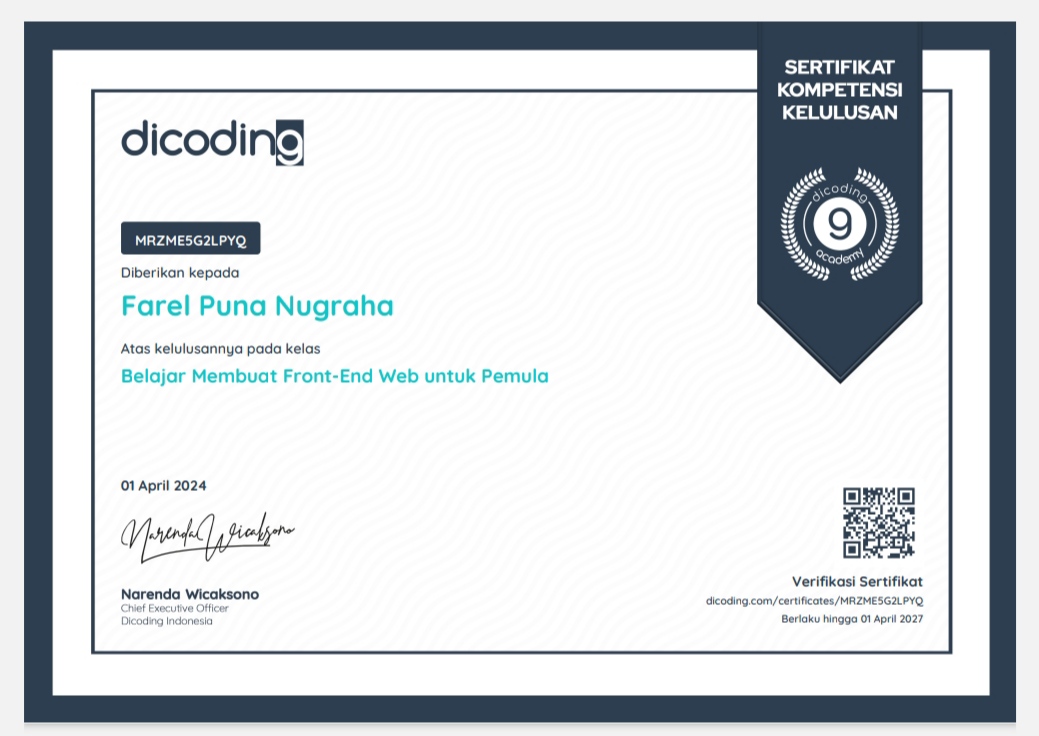 SERTIFIKAT
KOMPETENSI
KELULUSAN
dicoding
dicoding
9
academy
MRZME5G2LPYQ
Diberikan kepada
Farel Puna Nugraha
Atas kelulusannya pada kelas
Belajar Membuat Front-End Web untuk Pemula
01 April 2024
Narenda Wicaksono
Narenda Wicaksono
Chief Executive Officer
Dicoding Indonesia
Verifikasi Sertifikat
dicoding.com/certificates/MRZME5G2LPYQ
Berlaku hingga 01 April 2027